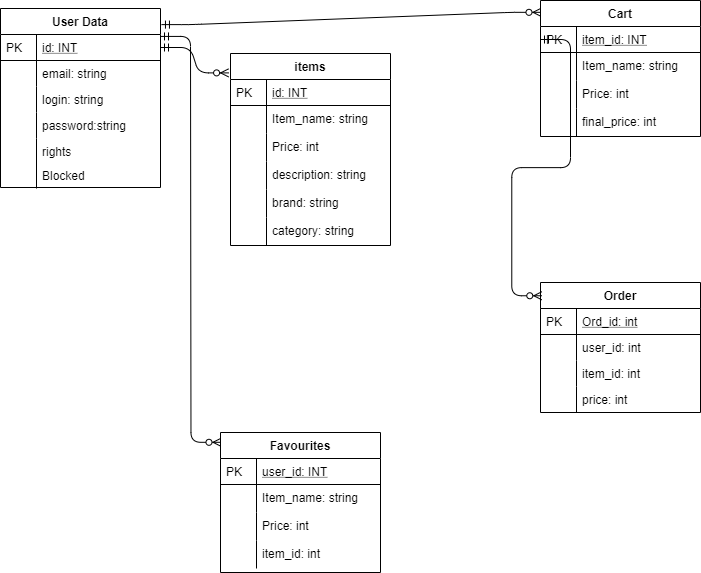 User Data
PK id: INT
email: string
login: string
password:string
rights
Blocked
items
PK id: INT
Item_name: string
Price: int
description: string
brand: string
category: string
Cart
PK item_id: INT
Item_name: string
Price: int
final_price: int
Order
PK Ord_id: int
user_id: int
item_id: int
price: int
Favourites
PK user_id: INT
Item_name: string
Price: int
item_id: int